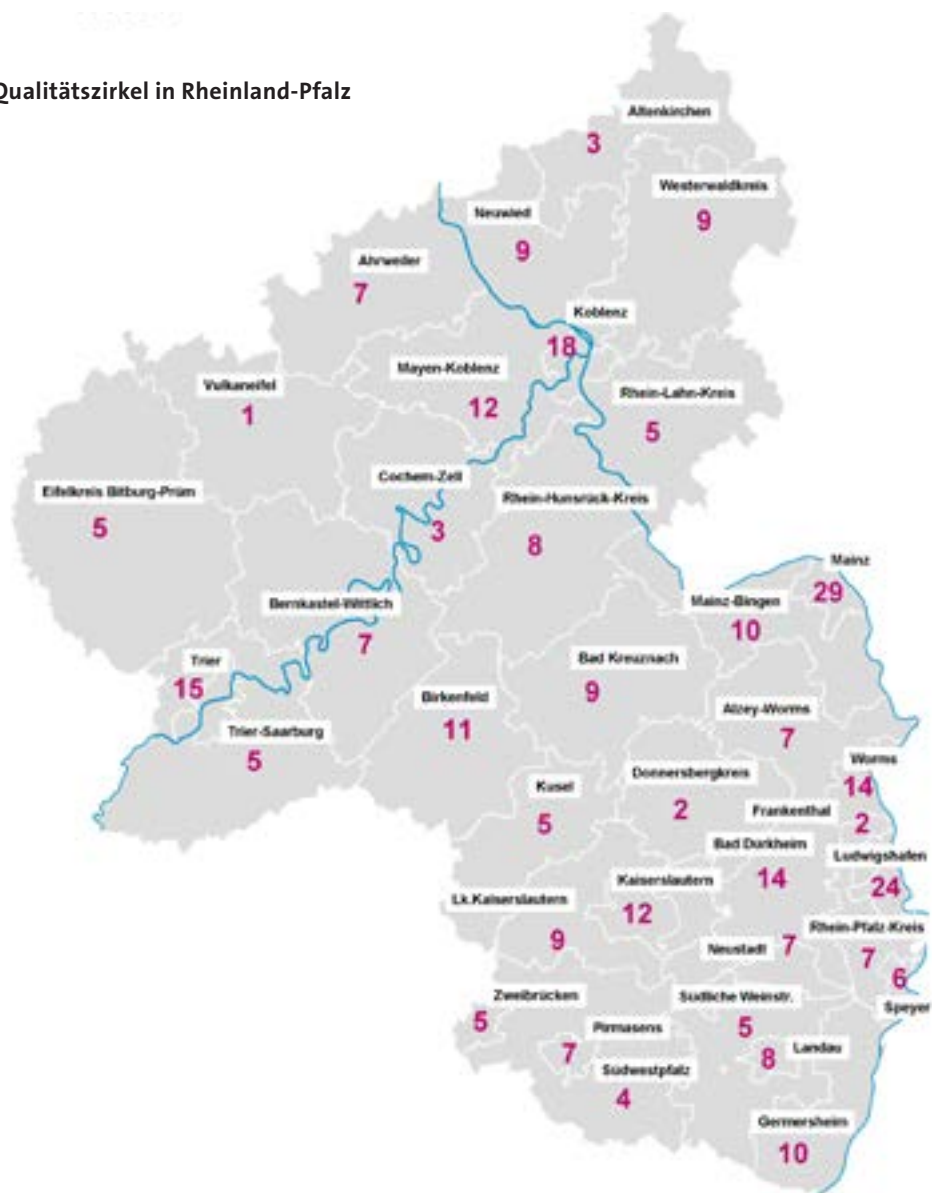 Qualitätszirkel in Rheinland-Pfalz
Altenkirchen
3
Westerwaldkreis
9
Neuwied
9
Ahrweiler
7
Koblenz
18
Mayen-Koblenz
12
Vulkaneifel
1
Rhein-Lahn-Kreis
5
Cochem-Zell
3
Eifelkreis Bitburg-Prüm
5
Rhein-Hunsrück-Kreis
8
Mainz
29
Mainz-Bingen
10
Bernkastel-Wittlich
7
Trier
15
Bad Kreuznach
9
Birkenfeld
11
Alzey-Worms
7
Trier-Saarburg
5
Worms
14
Donnersbergkreis
2
Kusel
5
Frankenthal
2
Bad Dürkheim
14
Ludwigshafen
24
Kaiserslautern
12
Lk.Kaiserslautern
9
Rhein-Pfalz-Kreis
7
Neustadt
7
6
Speyer
Zweibrücken
5
Südliche Weinstr.
5
Pirmasens
7
Landau
8
Südwestpfalz
4
Germersheim
10